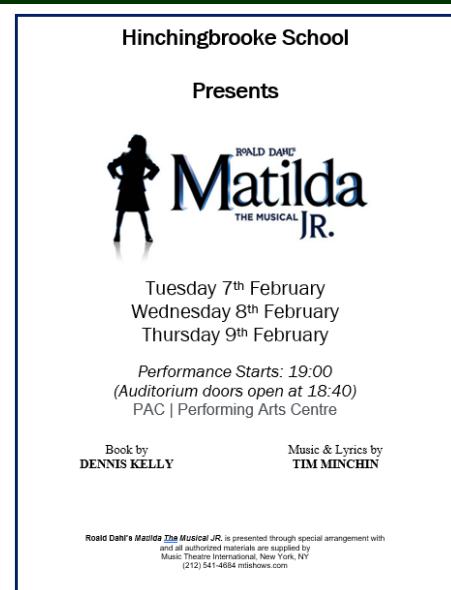 Hinchingbrooke School
Presents
ROALD DAHL'S
Matilda
THE MUSICAL
JR.
Tuesday 7th February
Wednesday 8th February
Thursday 9th February
Performance Starts: 19:00
(Auditorium doors open at 18:40)
PAC | Performing Arts Centre
Book by
DENNIS KELLY
Music & Lyrics by
TIM MINCHIN
Roald Dahl's Matilda The Musical JR. is presented through special arrangement with
and all authorized materials are supplied by
Music Theatre International, New York, NY
(212) 541-4684 mtishows.com